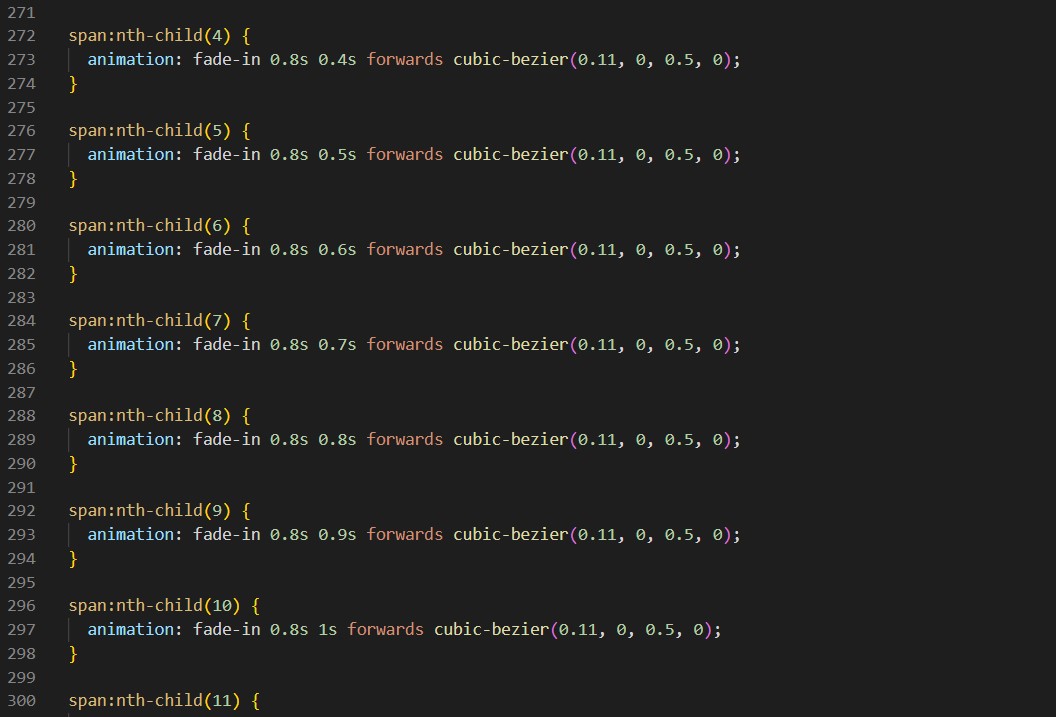 271
272 span:nth-child(4) {
273 animation: fade-in 0.8s 0.4s forwards cubic-bezier(0.11, 0, 0.5, 0);
274 }
275
276 span:nth-child(5) {
277 animation: fade-in 0.8s 0.5s forwards cubic-bezier(0.11, 0, 0.5, 0);
278 }
279
280 span:nth-child(6) {
281 animation: fade-in 0.8s 0.6s forwards cubic-bezier(0.11, 0, 0.5, 0);
282 }
283
284 span:nth-child(7) {
285 animation: fade-in 0.8s 0.7s forwards cubic-bezier(0.11, 0, 0.5, 0);
286 }
287
288 span:nth-child(8) {
289 animation: fade-in 0.8s 0.8s forwards cubic-bezier(0.11, 0, 0.5, 0);
290 }
291
292 span:nth-child(9) {
293 animation: fade-in 0.8s 0.9s forwards cubic-bezier(0.11, 0, 0.5, 0);
294 }
295
296 span:nth-child(10) {
297 animation: fade-in 0.8s 1s forwards cubic-bezier(0.11, 0, 0.5, 0);
298 }
299
300 span:nth-child(11) {